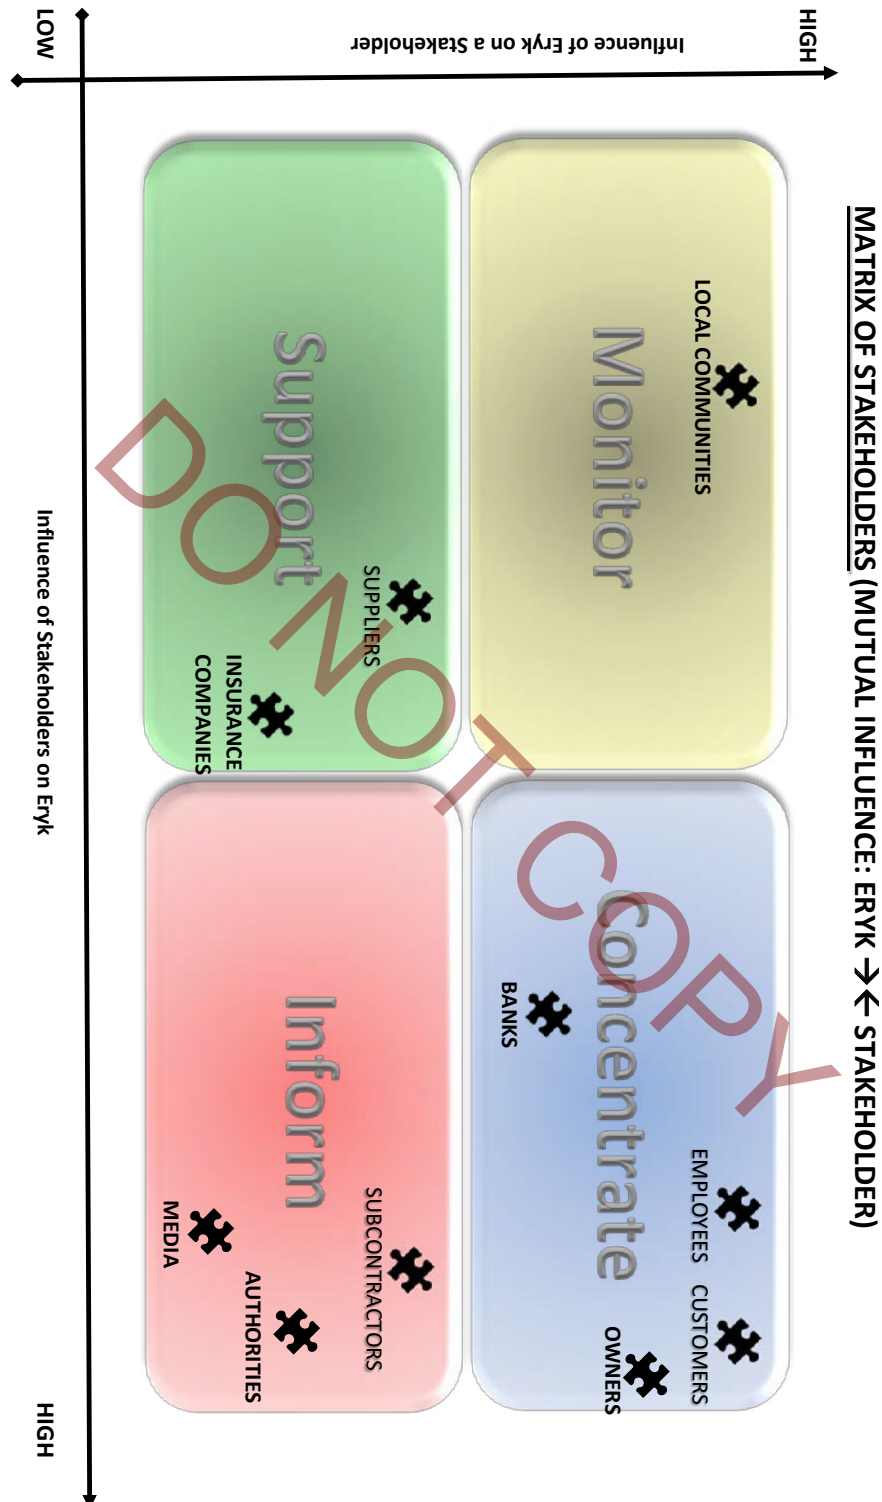 MATRIX OF STAKEHOLDERS (MUTUAL INFLUENCE: ERYK →← STAKEHOLDER)
HIGH
Influence of Eryk on a Stakeholder
LOW
Monitor
LOCAL COMMUNITIES
Concentrate
EMPLOYEES
CUSTOMERS
OWNERS
BANKS
Support
SUPPLIERS
INSURANCE
COMPANIES
Inform
SUBCONTRACTORS
AUTHORITIES
MEDIA
Influence of Stakeholders on Eryk
HIGH
DO NOT COPY